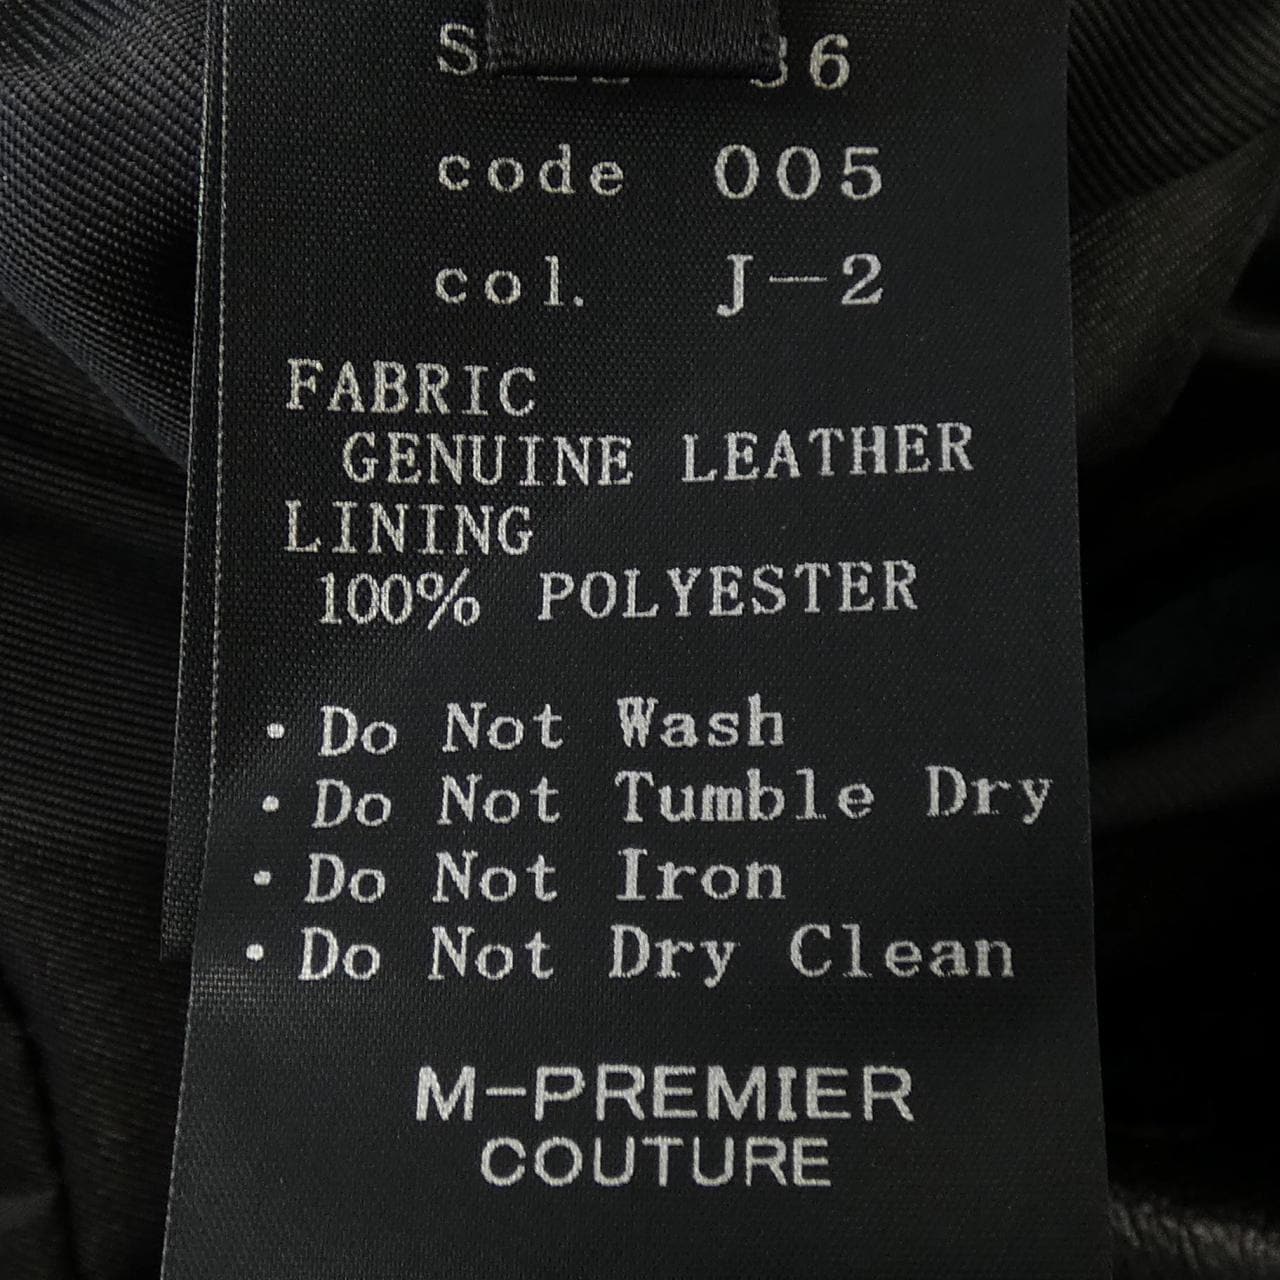 36
code 005
col. J-2
FABRIC
GENUINE LEATHER
LINING
100% POLYESTER
・Do Not Wash
・Do Not Tumble Dry
・Do Not Iron
・Do Not Dry Clean
M-PREMIER
COUTURE